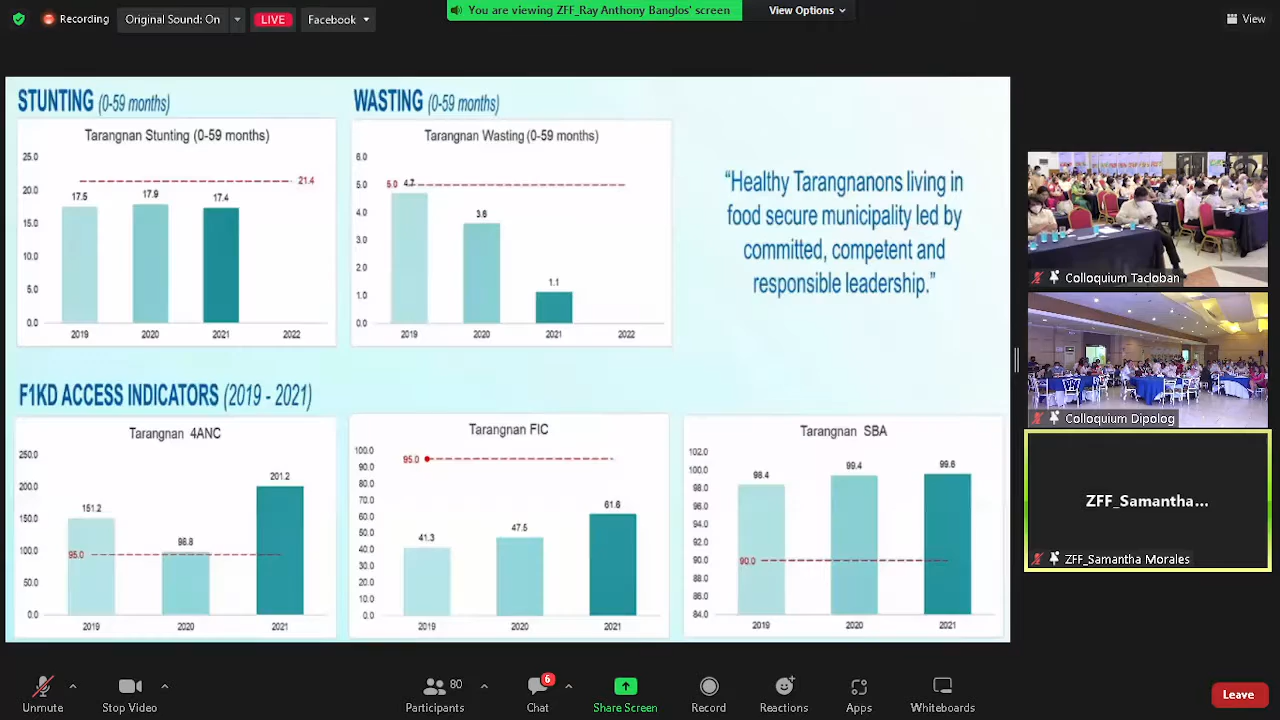 Recording
Original Sound: On
LIVE
Facebook
You are viewing ZFF_Ray Anthony Banglos' screen
View Options
View
STUNTING (0-59 months)
Tarangnan Stunting (0-59 months)
25.0
20.0
15.0
10.0
5.0
0.0
21.4
17.5
17.9
17.4
2019
2020
2021
2022
WASTING (0-59 months)
Tarangnan Wasting (0-59 months)
6.0
5.0
4.0
3.0
2.0
1.0
0.0
5.0
4.7
3.6
1.1
2019
2020
2021
2022
“Healthy Tarangnanons living in
food secure municipality led by
committed, competent and
responsible leadership.”
F1KD ACCESS INDICATORS (2019 - 2021)
Tarangnan 4ANC
250.0
200.0
150.0
100.0
50.0
0.0
95.0
151.2
98.8
201.2
2019
2020
2021
Tarangnan FIC
100.0
90.0
80.0
70.0
60.0
50.0
40.0
30.0
20.0
10.0
0.0
95.0
41.3
47.5
61.6
2019
2020
2021
Tarangnan SBA
102.0
100.0
98.0
96.0
94.0
92.0
90.0
88.0
86.0
84.0
90.0
98.4
99.4
99.6
2019
2020
2021
Colloquium Tacloban
Colloquium Dipolog
ZFF_Samantha...
ZFF_Samantha Morales
Unmute
Stop Video
80
Participants
6
Chat
Share Screen
Record
Reactions
Apps
Whiteboards
Leave